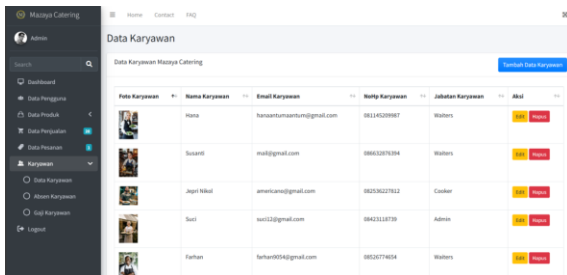 Mazaya Catering
Home Contact FAQ
Admin
Data Karyawan
Search
Data Karyawan Mazaya Catering
Tambah Data Karyawan
Dashboard
Data Pengguna
Data Produk
Data Penjualan
Data Pesanan
Karyawan
Data Karyawan
Absen Karyawan
Gaji Karyawan
Logout
Foto Karyawan Nama Karyawan Email Karyawan NoHp Karyawan Jabatan Karyawan Aksi
Hana hanaantumaantum@gmail.com 081145209987 Waiters Edit Hapus
Susanti mail@gmail.com 086632876394 Waiters Edit Hapus
Jepri Nikol americano@gmail.com 082536227812 Cooker Edit Hapus
Suci suci12@gmail.com 08423118739 Admin Edit Hapus
Farhan farhan9054@gmail.com 08526774654 Waiters Edit Hapus